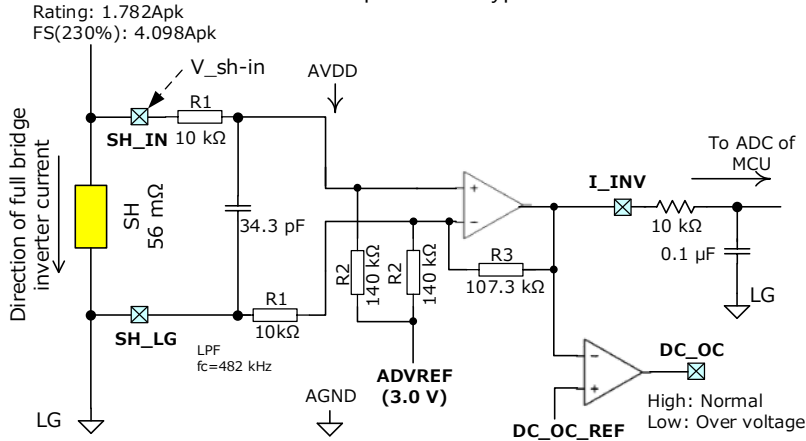 Rating: 1.782Apk
FS(230%): 4.098Apk
V_sh-in
AVDD
R1
10 kΩ
SH_IN
Direction of full bridge
inverter current
SH
56 mΩ
34.3 pF
R2
140 kΩ
R2
140 kΩ
+
−
R3
107.3 kΩ
I_INV
10 kΩ
0.1 µF
To ADC of
MCU
LG
R1
10kΩ
SH_LG
LPF
fc=482 kHz
ADVREF
(3.0 V)
AGND
LG
−
+
DC_OC
DC_OC_REF
High: Normal
Low: Over voltage